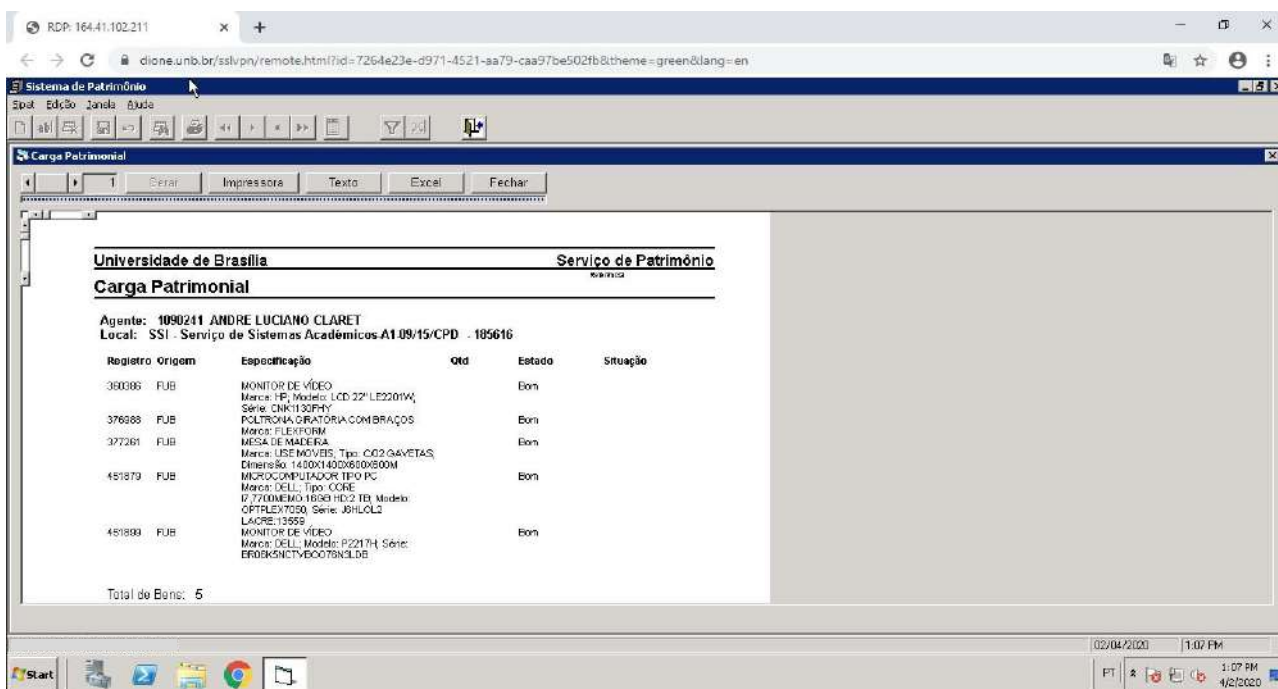 RDP: 164.41.102.211
dione.unb.br/sslvpn/remote.html?id=7264e23e-d971-4521-aa79-caa97be502fb&theme=green&lang=en
Sistema de Patrimônio
Spat Edição Janela Ajuda
Carga Patrimonial
1 Gerar Impressora Texto Excel Fechar
Universidade de Brasília Serviço de Patrimônio
Carga Patrimonial
Agente: 1090241 ANDRE LUCIANO CLARET
Local: SSI - Serviço de Sistemas Acadêmicos-A1-09/15/CPD - 185616
Registro Origem Especificação Qtd Estado Situação
360386 FUB MONITOR DE VÍDEO Bom
Marca: HP; Modelo: LCD 22" LE2201W;
Série: CNK1130FHY
376988 FUB POLTRONA GIRATÓRIA COM BRAÇOS Bom
Marca: FLEXFORM
377261 FUB MESA DE MADEIRA Bom
Marca: USE MOVEIS, Tipo: C/02 GAVETAS;
Dimensão: 1400X1400X600X600M
451879 FUB MICROCOMPUTADOR TIPO PC Bom
Marca: DELL; Tipo: CORE
I7,7700MEMO:16GB HD:2 TB; Modelo:
OPTPLEX7050, Série: J6HLOL2
LACRE:13559
451899 FUB MONITOR DE VÍDEO Bom
Marca: DELL; Modelo: P2217H; Série:
Total de Bens: 5
02/04/2020 1:07 PM
Start PT 1:07 PM
4/2/2020